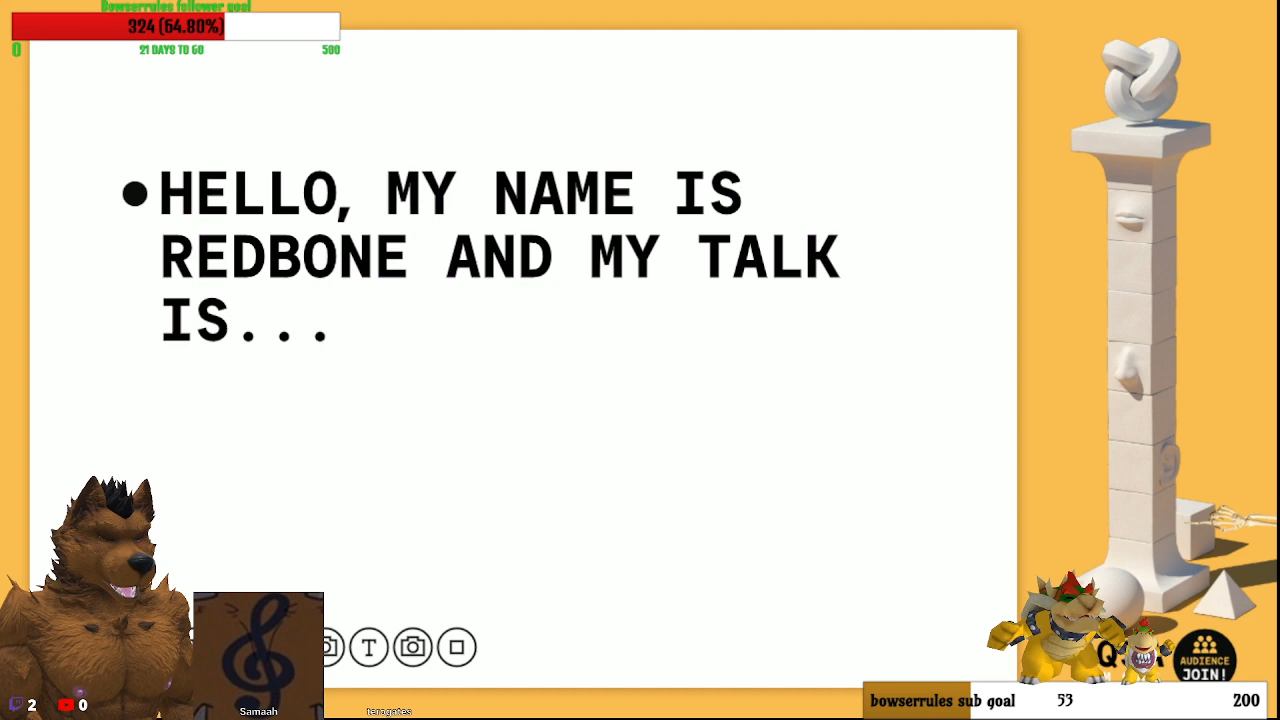 Bowserrules follower goal
324 (64.80%)
0
21 DAYS TO GO
500
HELLO, MY NAME IS
REDBONE AND MY TALK
IS...
T
AUDIENCE
JOIN!
2
0
Samaah
terogates
bowserrules sub goal
53
200